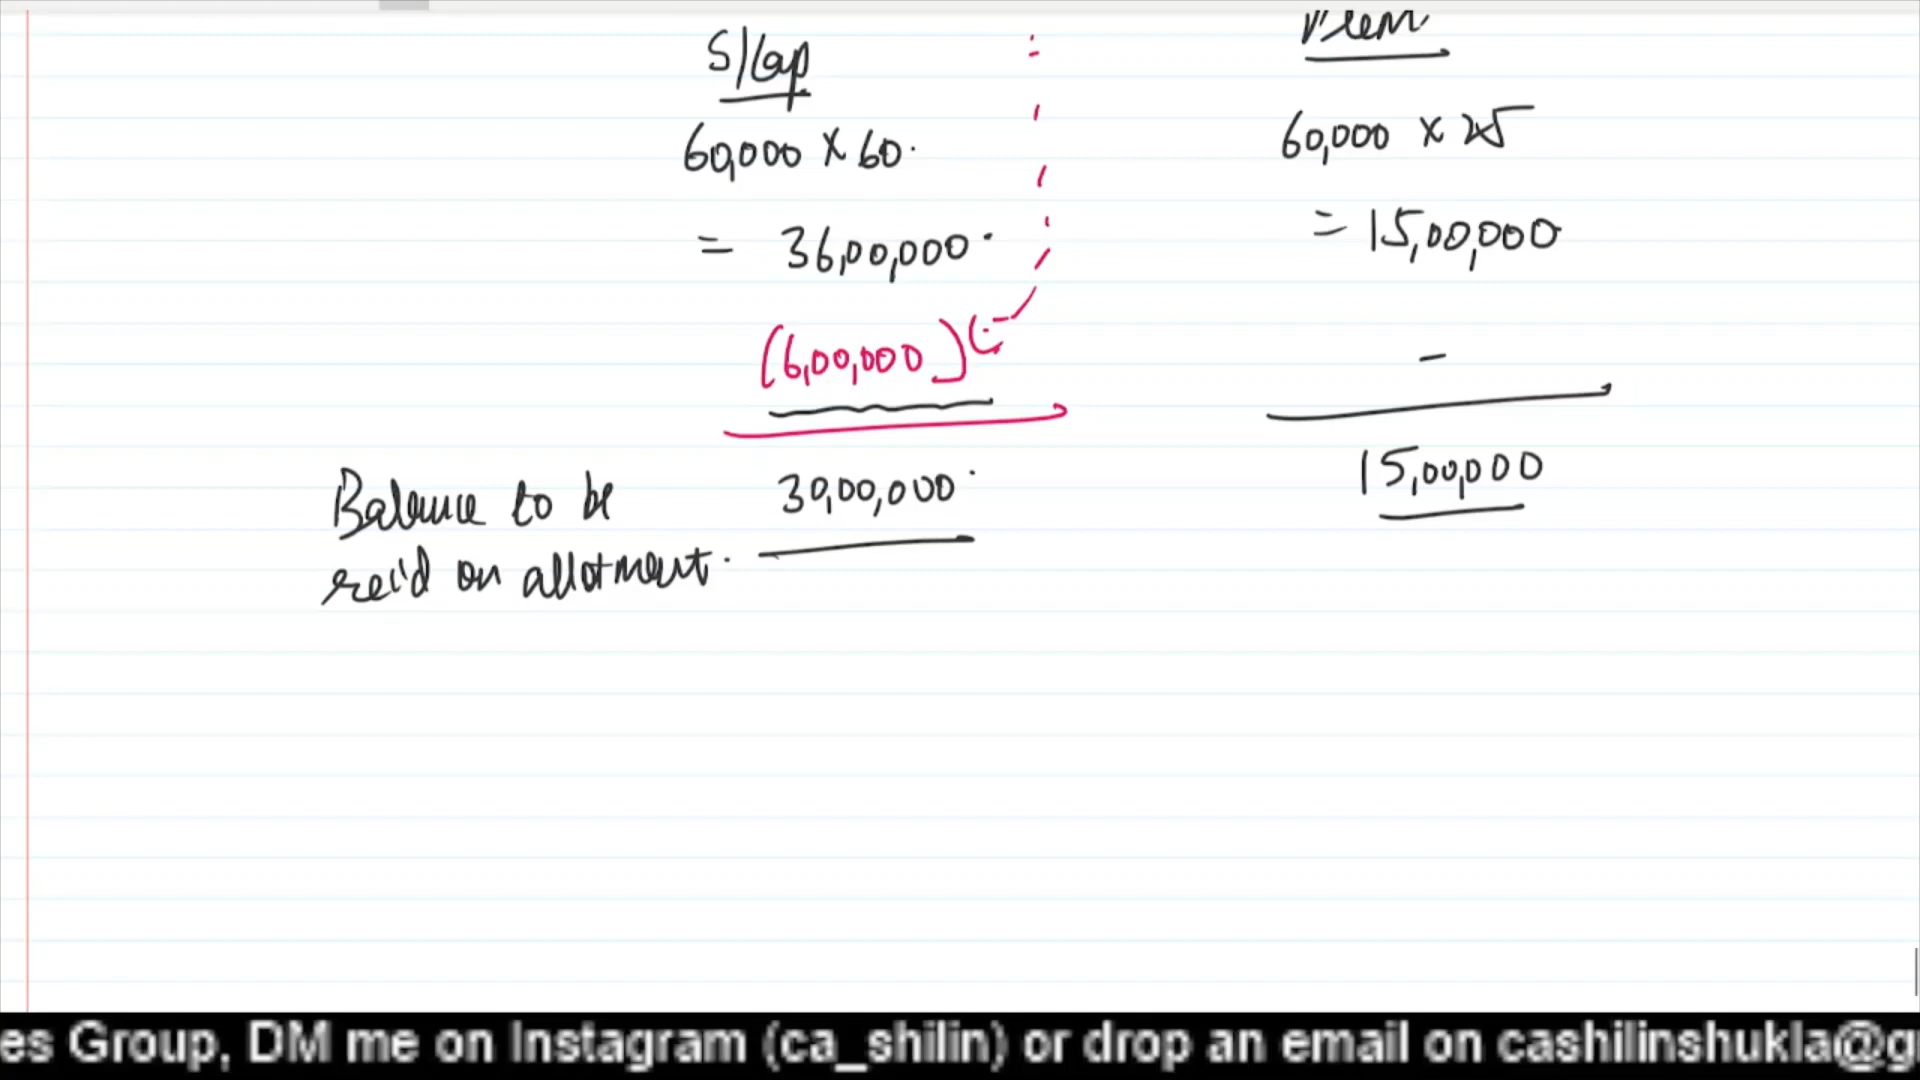 S/Cap
Prem
60,000 X 60.
60,000 X 25
= 36,00,000.
= 15,00,000
(6,00,000)
-
Balance to be
30,00,000.
15,00,000
rec'd on allotment.
es Group, DM me on Instagram (ca_shilin) or drop an email on cashilinshukla@g